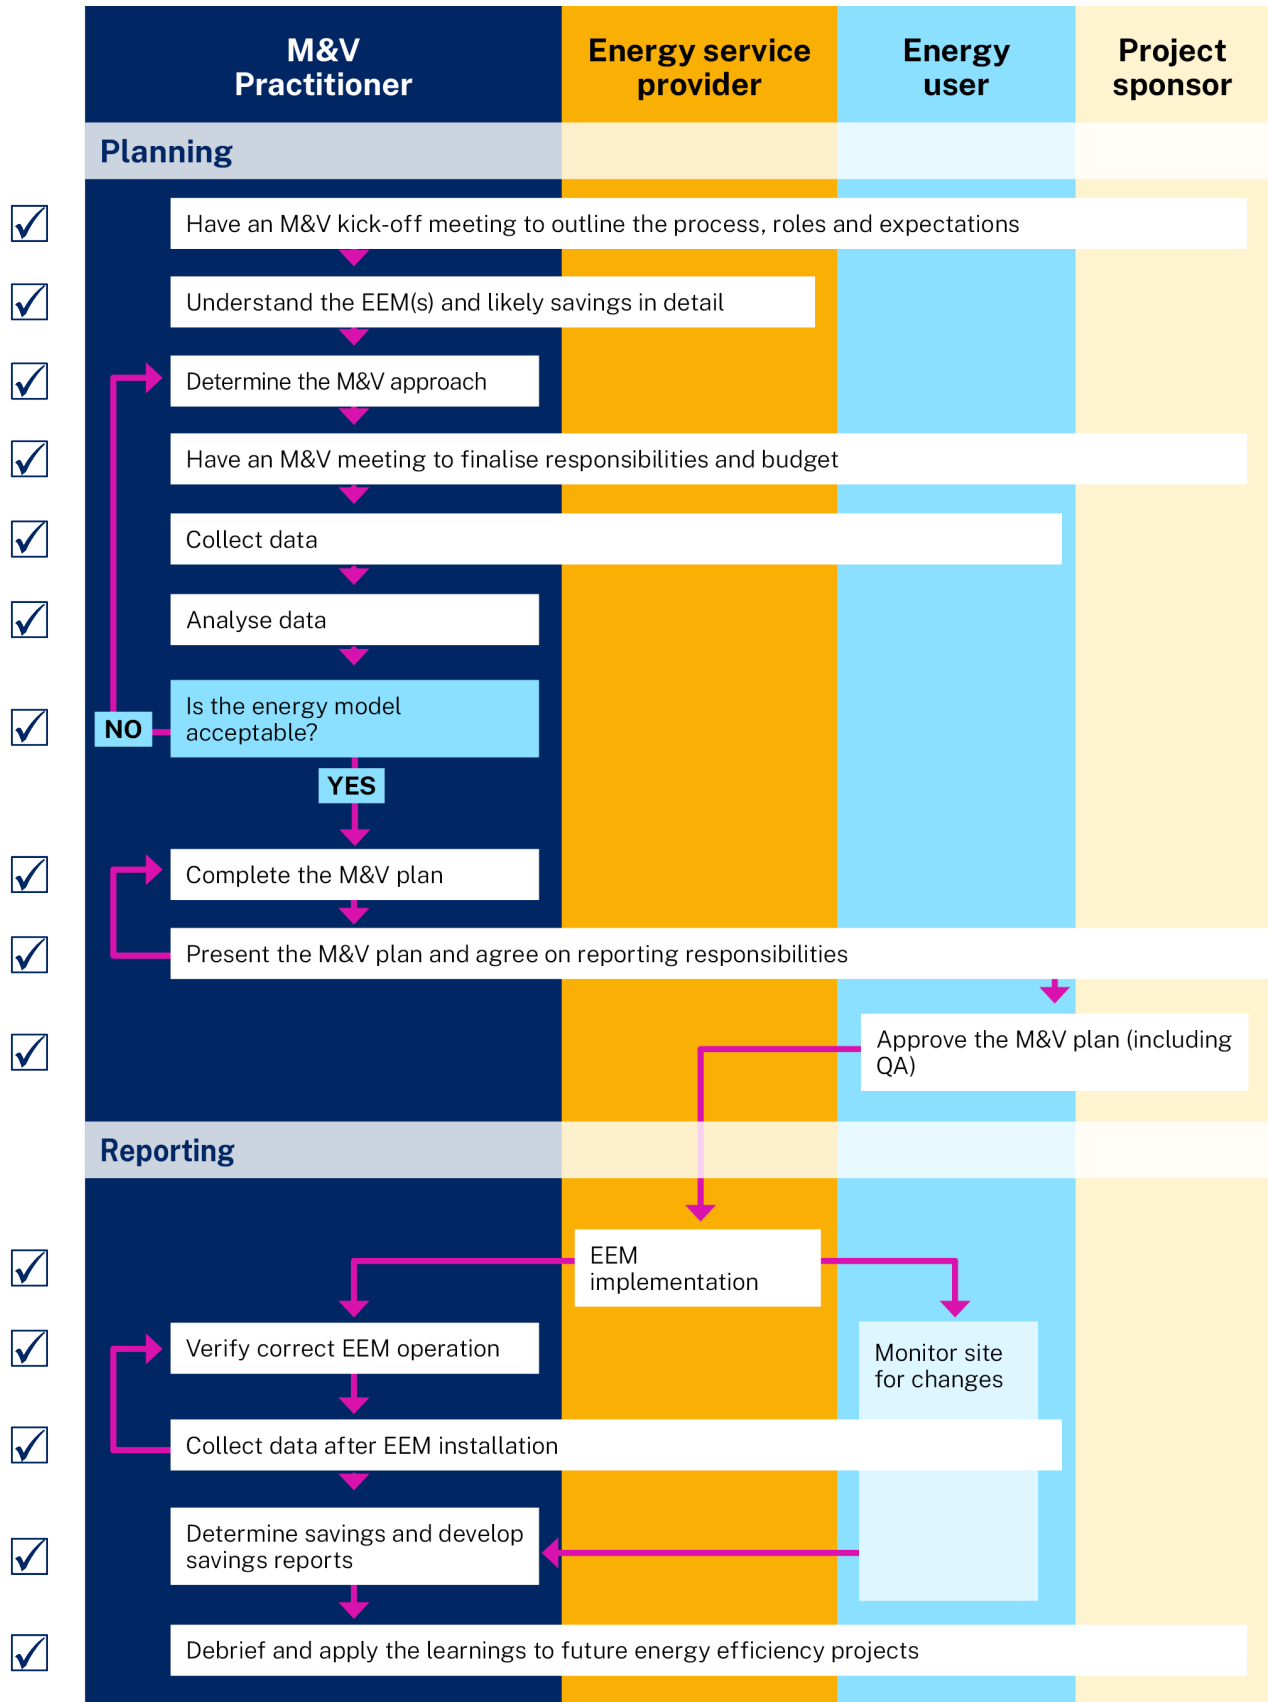 M&V
Practitioner
Energy service
provider
Energy
user
Project
sponsor
Planning
Have an M&V kick-off meeting to outline the process, roles and expectations
Understand the EEM(s) and likely savings in detail
Determine the M&V approach
Have an M&V meeting to finalise responsibilities and budget
Collect data
Analyse data
Is the energy model
acceptable?
NO
YES
Complete the M&V plan
Present the M&V plan and agree on reporting responsibilities
Approve the M&V plan (including
QA)
Reporting
EEM
implementation
Verify correct EEM operation
Monitor site
for changes
Collect data after EEM installation
Determine savings and develop
savings reports
Debrief and apply the learnings to future energy efficiency projects